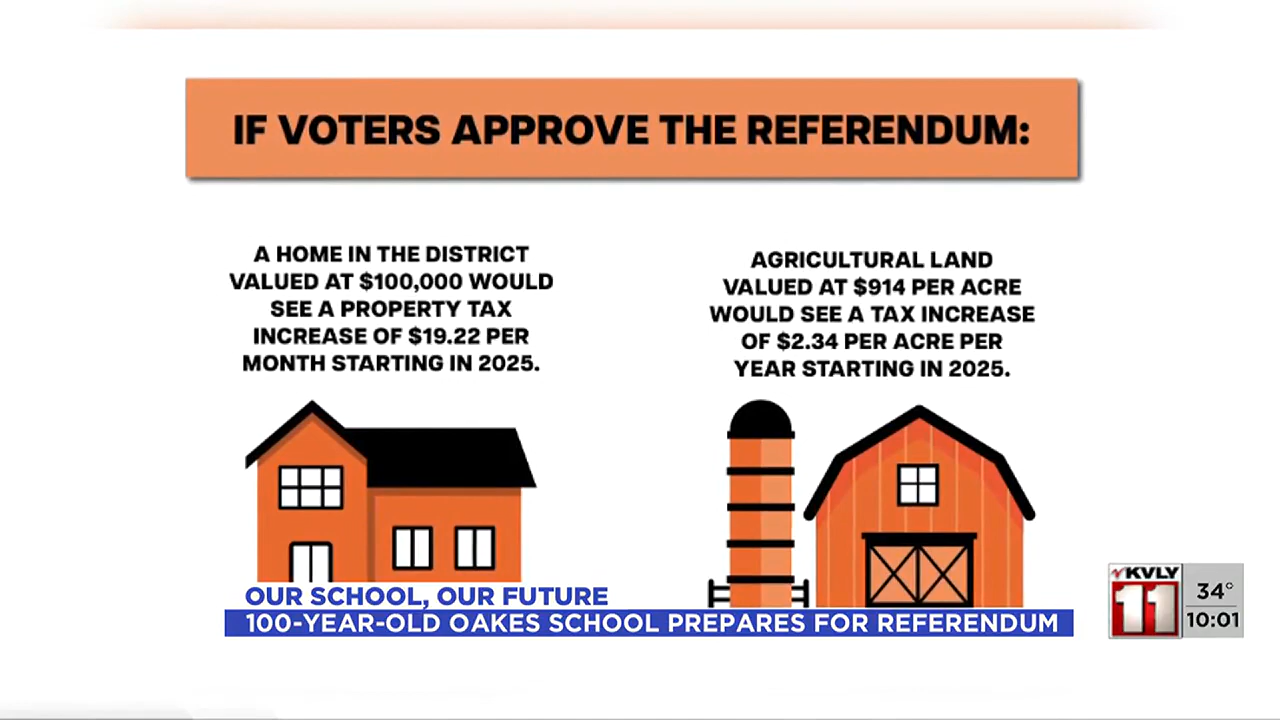 IF VOTERS APPROVE THE REFERENDUM:
A HOME IN THE DISTRICT
VALUED AT $100,000 WOULD
SEE A PROPERTY TAX
INCREASE OF $19.22 PER
MONTH STARTING IN 2025.
AGRICULTURAL LAND
VALUED AT $914 PER ACRE
WOULD SEE A TAX INCREASE
OF $2.34 PER ACRE PER
YEAR STARTING IN 2025.
OUR SCHOOL, OUR FUTURE
100-YEAR-OLD OAKES SCHOOL PREPARES FOR REFERENDUM
KVLY
11
34°
10:01